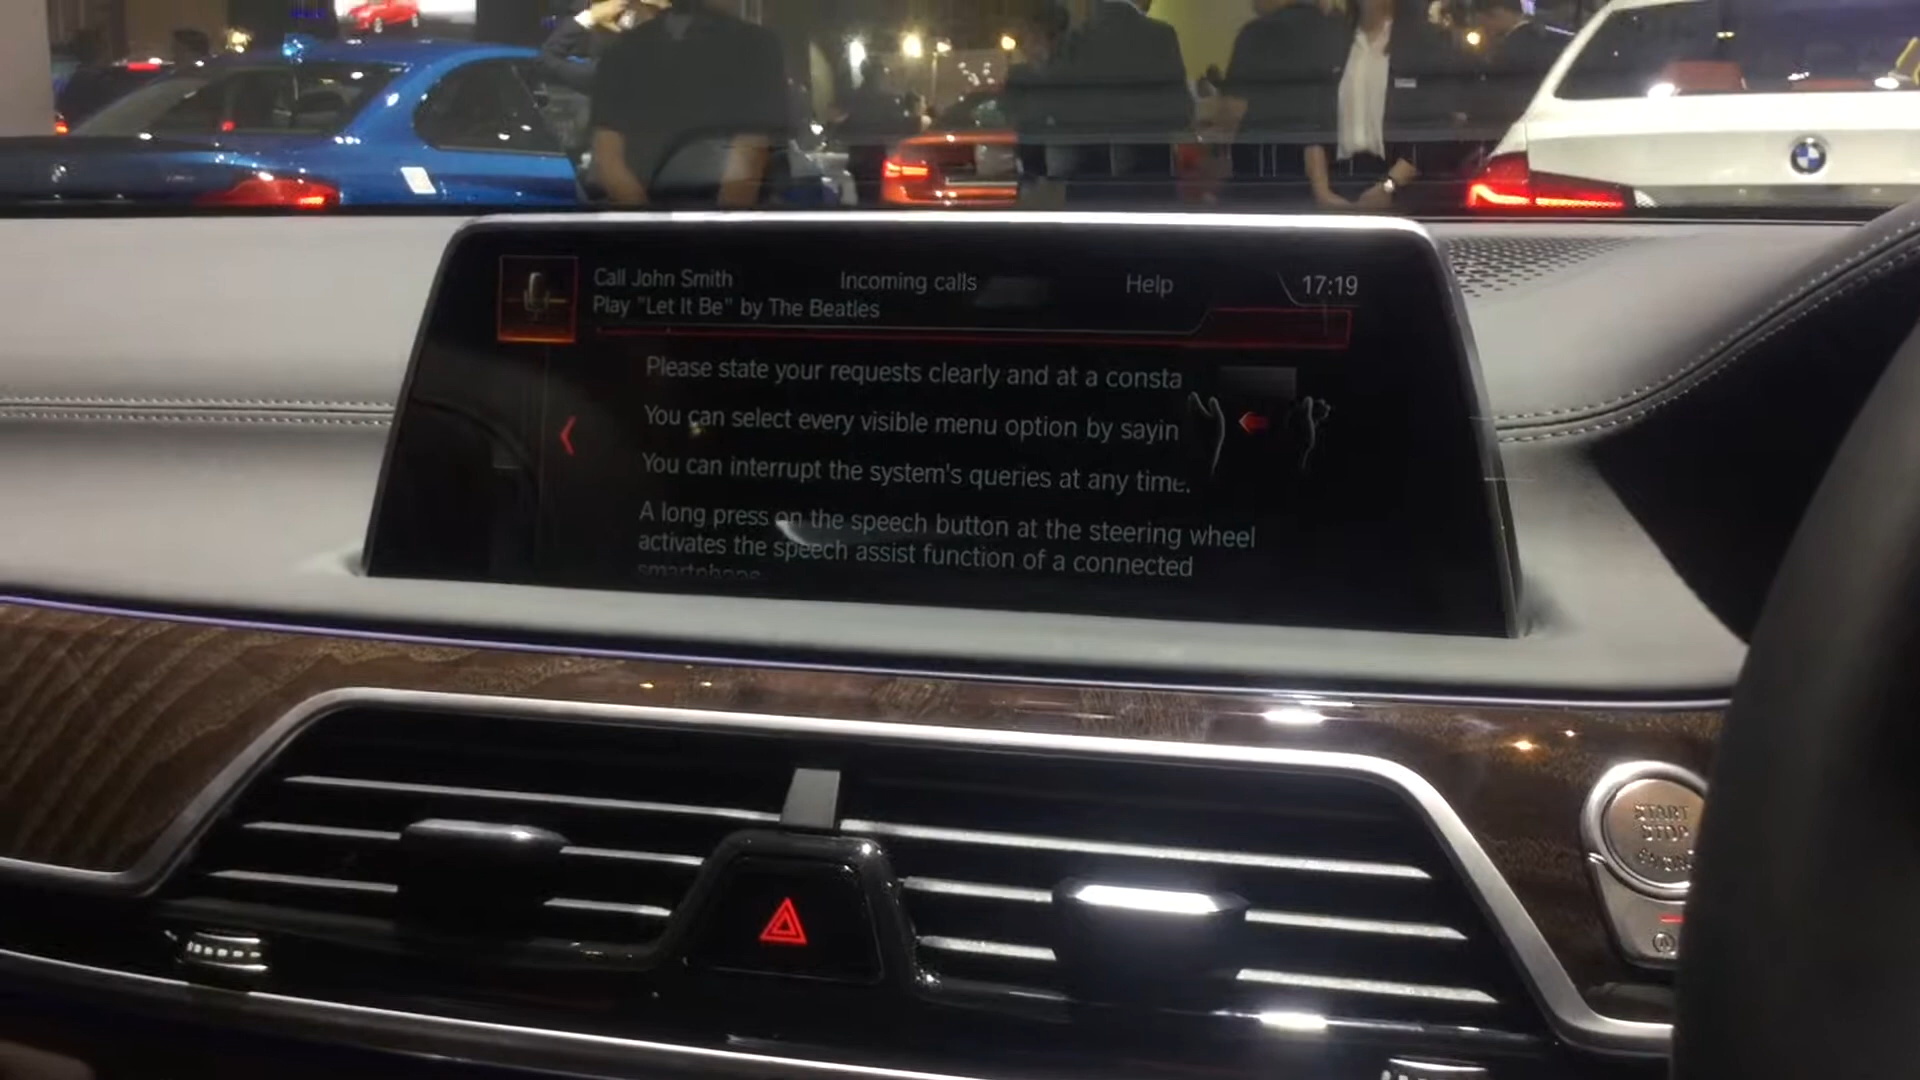 Call John Smith Incoming calls Help 17:19
Play "Let It Be" by The Beatles
Please state your requests clearly and at a consta
You can select every visible menu option by sayin
You can interrupt the system's queries at any time.
A long press on the speech button at the steering wheel
activates the speech assist function of a connected
smartphone
START
STOP